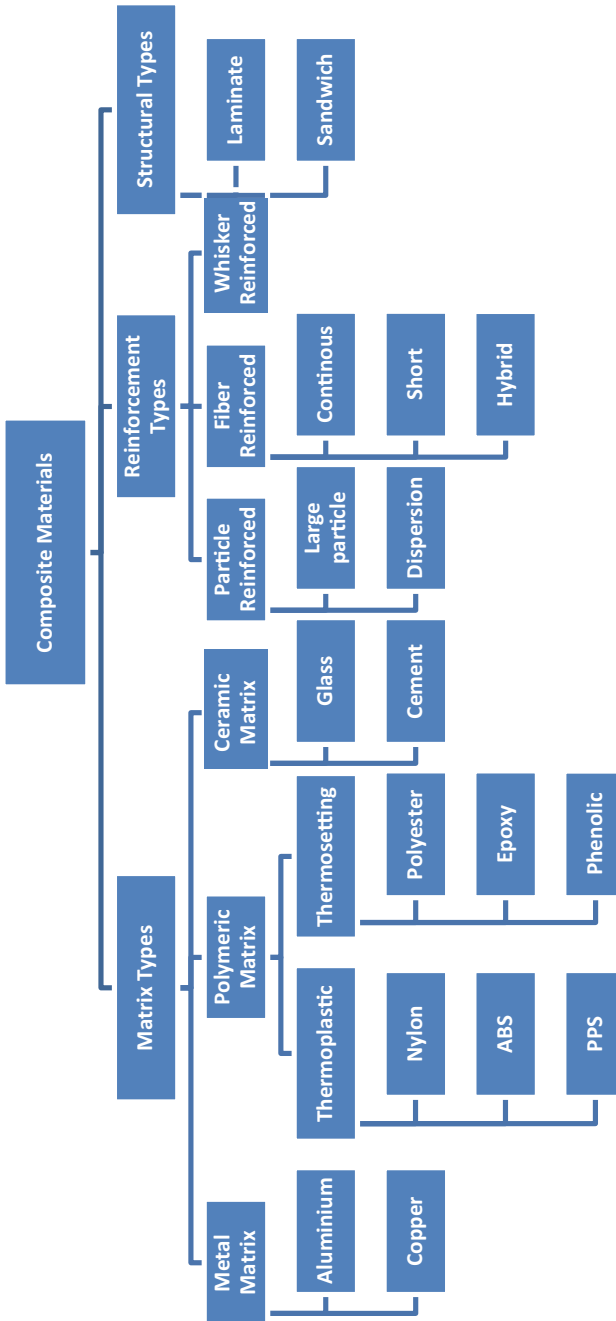 Composite Materials
Matrix Types
Reinforcement
Types
Structural Types
Metal
Matrix
Polymeric
Matrix
Ceramic
Matrix
Particle
Reinforced
Fiber
Reinforced
Whisker
Reinforced
Laminate
Sandwich
Aluminium
Copper
Thermoplastic
Nylon
ABS
PPS
Thermosetting
Polyester
Epoxy
Phenolic
Glass
Cement
Large
particle
Dispersion
Continous
Short
Hybrid